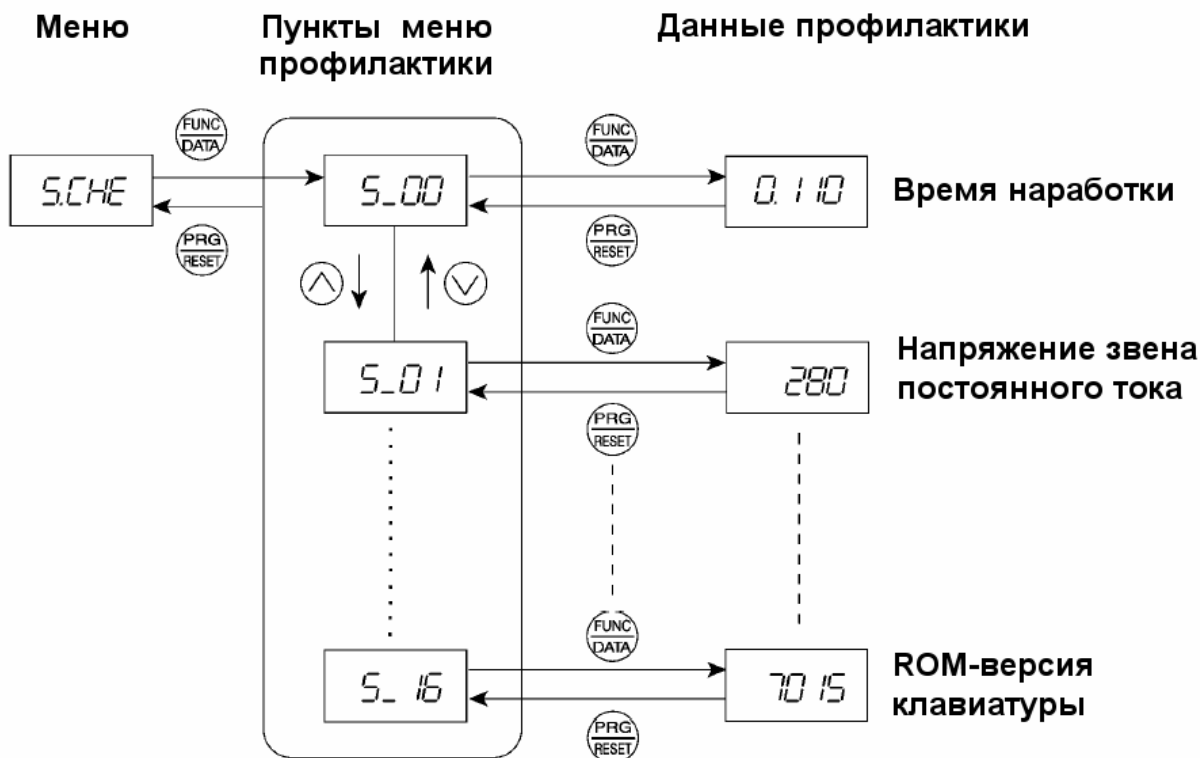 Меню
Пункты меню
профилактики
Данные профилактики
FUNC
DATA
FUNC
DATA
5.CHE
5_00
0.110
Время наработки
PRG
RESET
PRG
RESET
FUNC
DATA
5_01
280
Напряжение звена
постоянного тока
PRG
RESET
FUNC
DATA
5_16
7015
ROM-версия
клавиатуры
PRG
RESET